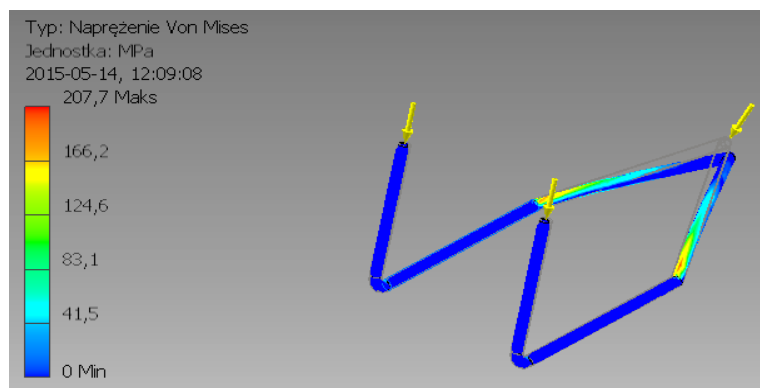 Typ: Naprężenie Von Mises
Jednostka: MPa
2015-05-14, 12:09:08
207,7 Maks
166,2
124,6
83,1
41,5
0 Min